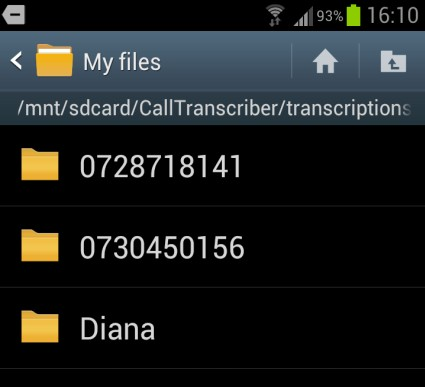 93% 16:10
My files
/mnt/sdcard/CallTranscriber/transcriptions
0728718141
0730450156
Diana